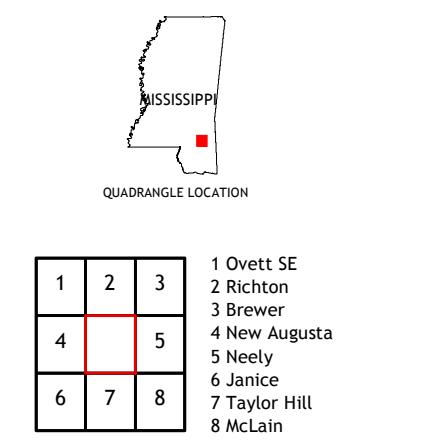 MISSISSIPPI
QUADRANGLE LOCATION
1 2 3
4 5
6 7 8
1 Ovett SE
2 Richton
3 Brewer
4 New Augusta
5 Neely
6 Janice
7 Taylor Hill
8 McLain